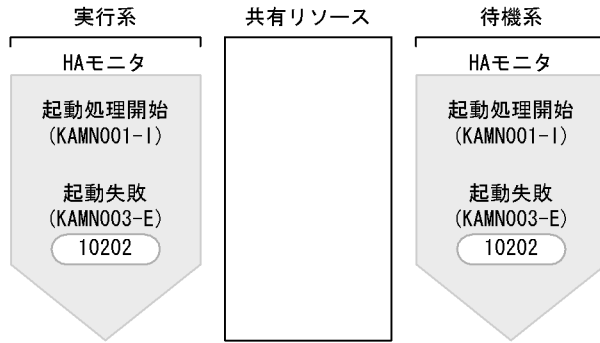 実行系
共有リソース
待機系
HAモニタ
HAモニタ
起動処理開始
(KAMN001-I)
起動失敗
(KAMN003-E)
10202
起動処理開始
(KAMN001-I)
起動失敗
(KAMN003-E)
10202